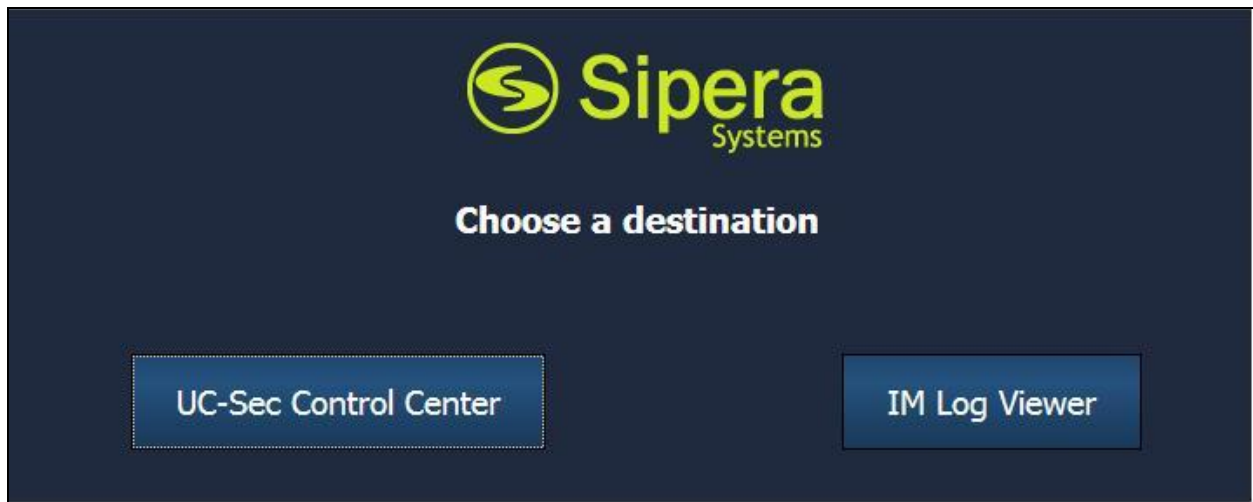 Sipera
Systems
Choose a destination
UC-Sec Control Center
IM Log Viewer